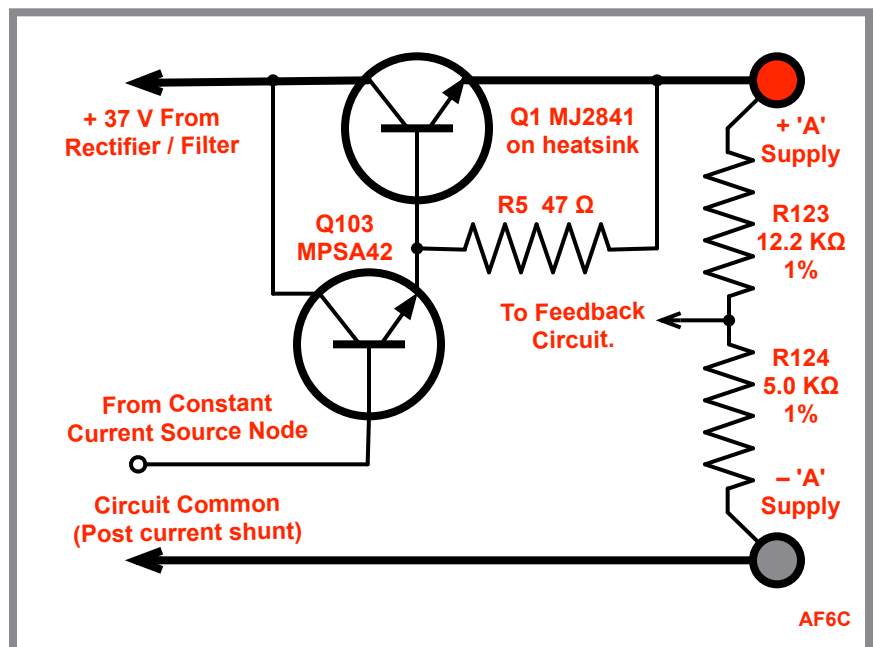 + 37 V From
Rectifier / Filter
Q1 MJ2841
on heatsink
+ 'A'
Supply
R5 47 Ω
Q103
MPSA42
R123
12.2 KΩ
1%
To Feedback
Circuit.
R124
5.0 KΩ
1%
From Constant
Current Source Node
– 'A'
Supply
Circuit Common
(Post current shunt)
AF6C